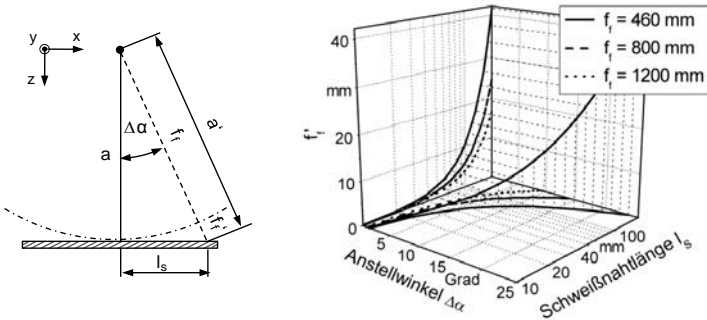 y
x
z
Δα
a
f_f
a'
f_f'
l_s
f_f = 460 mm
f_f = 800 mm
f_f = 1200 mm
40
mm
f_f'
20
10
0
5
10
15
Grad
25
Anstellwinkel Δα
10
20
40
mm
100
Schweißnahtlänge l_s